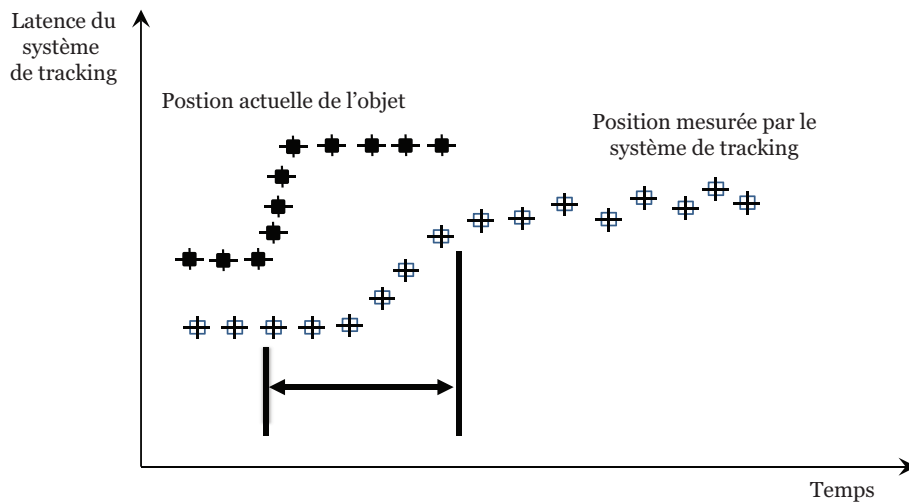 Latence du
système
de tracking
Postion actuelle de l’objet
Position mesurée par le
système de tracking
Temps